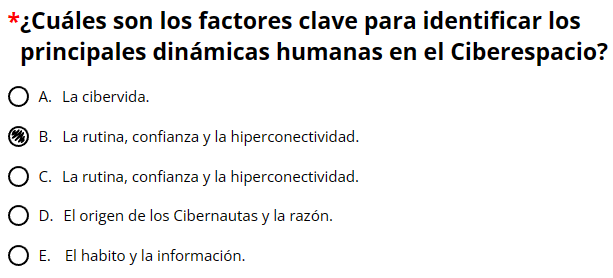 *¿Cuáles son los factores clave para identificar los
principales dinámicas humanas en el Ciberespacio?
A. La cibervida.
B. La rutina, confianza y la hiperconectividad.
C. La rutina, confianza y la hiperconectividad.
D. El origen de los Cibernautas y la razón.
E. El habito y la información.